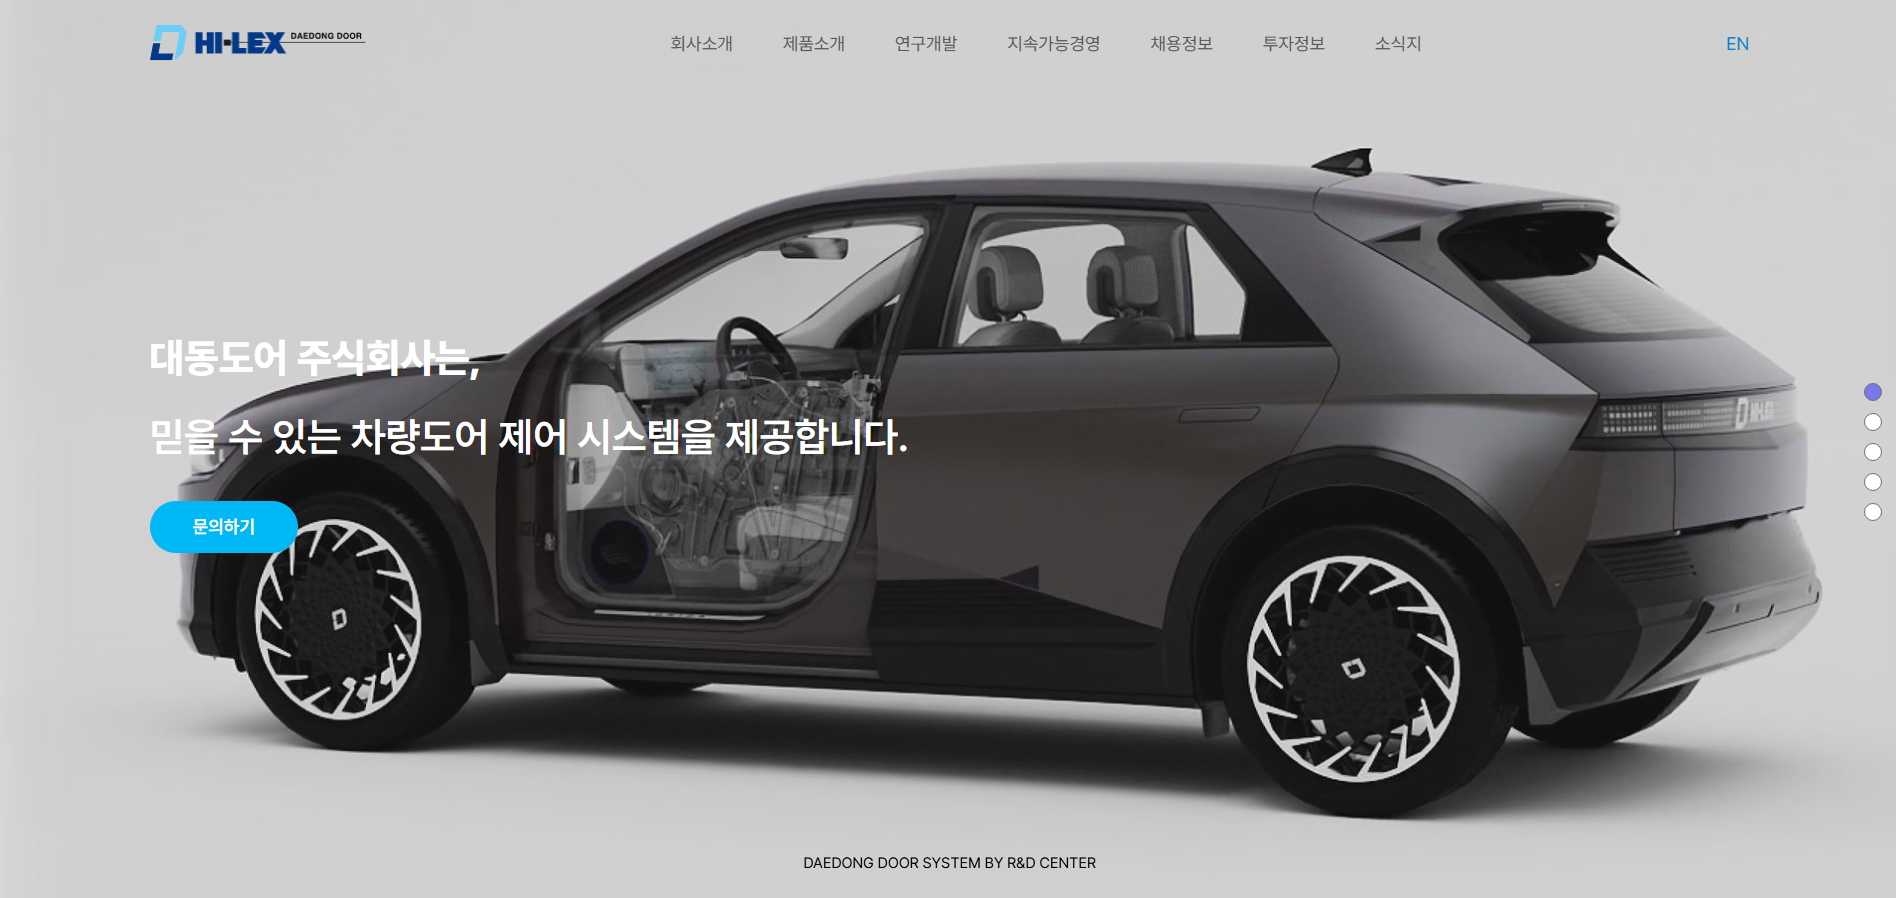 HI-LEX DAEDONG DOOR
회사소개 제품소개 연구개발 지속가능경영 채용정보 투자정보 소식지
EN
대동도어 주식회사는,
믿을 수 있는 차량도어 제어 시스템을 제공합니다.
문의하기
HI-LEX
DAEDONG DOOR SYSTEM BY R&D CENTER